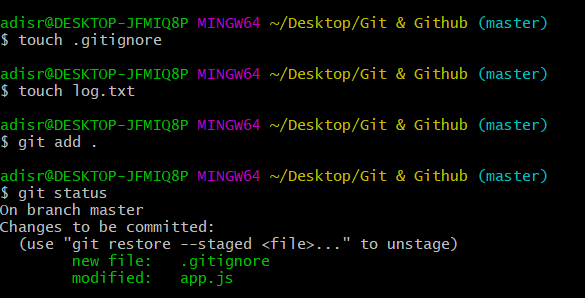 adisr@DESKTOP-JFMIQ8P MINGW64 ~/Desktop/Git & Github (master)
$ touch .gitignore
adisr@DESKTOP-JFMIQ8P MINGW64 ~/Desktop/Git & Github (master)
$ touch log.txt
adisr@DESKTOP-JFMIQ8P MINGW64 ~/Desktop/Git & Github (master)
$ git add .
adisr@DESKTOP-JFMIQ8P MINGW64 ~/Desktop/Git & Github (master)
$ git status
On branch master
Changes to be committed:
  (use "git restore --staged <file>..." to unstage)
        new file:   .gitignore
        modified:   app.js